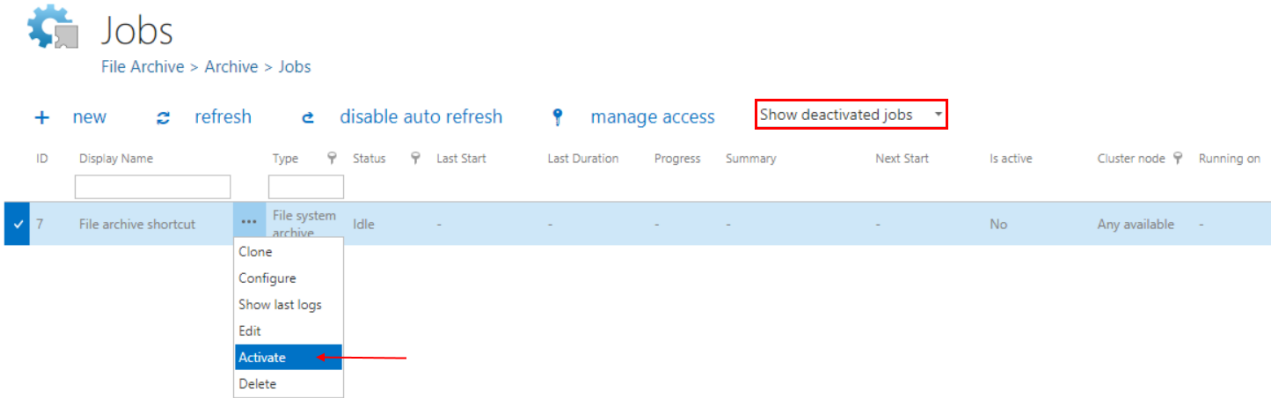 Jobs
File Archive > Archive > Jobs
new refresh disable auto refresh manage access Show deactivated jobs
ID Display Name Type Status Last Start Last Duration Progress Summary Next Start Is active Cluster node Running on
7 File archive shortcut ... File system archive Idle - - - - - No Any available -
Clone
Configure
Show last logs
Edit
Activate
Delete